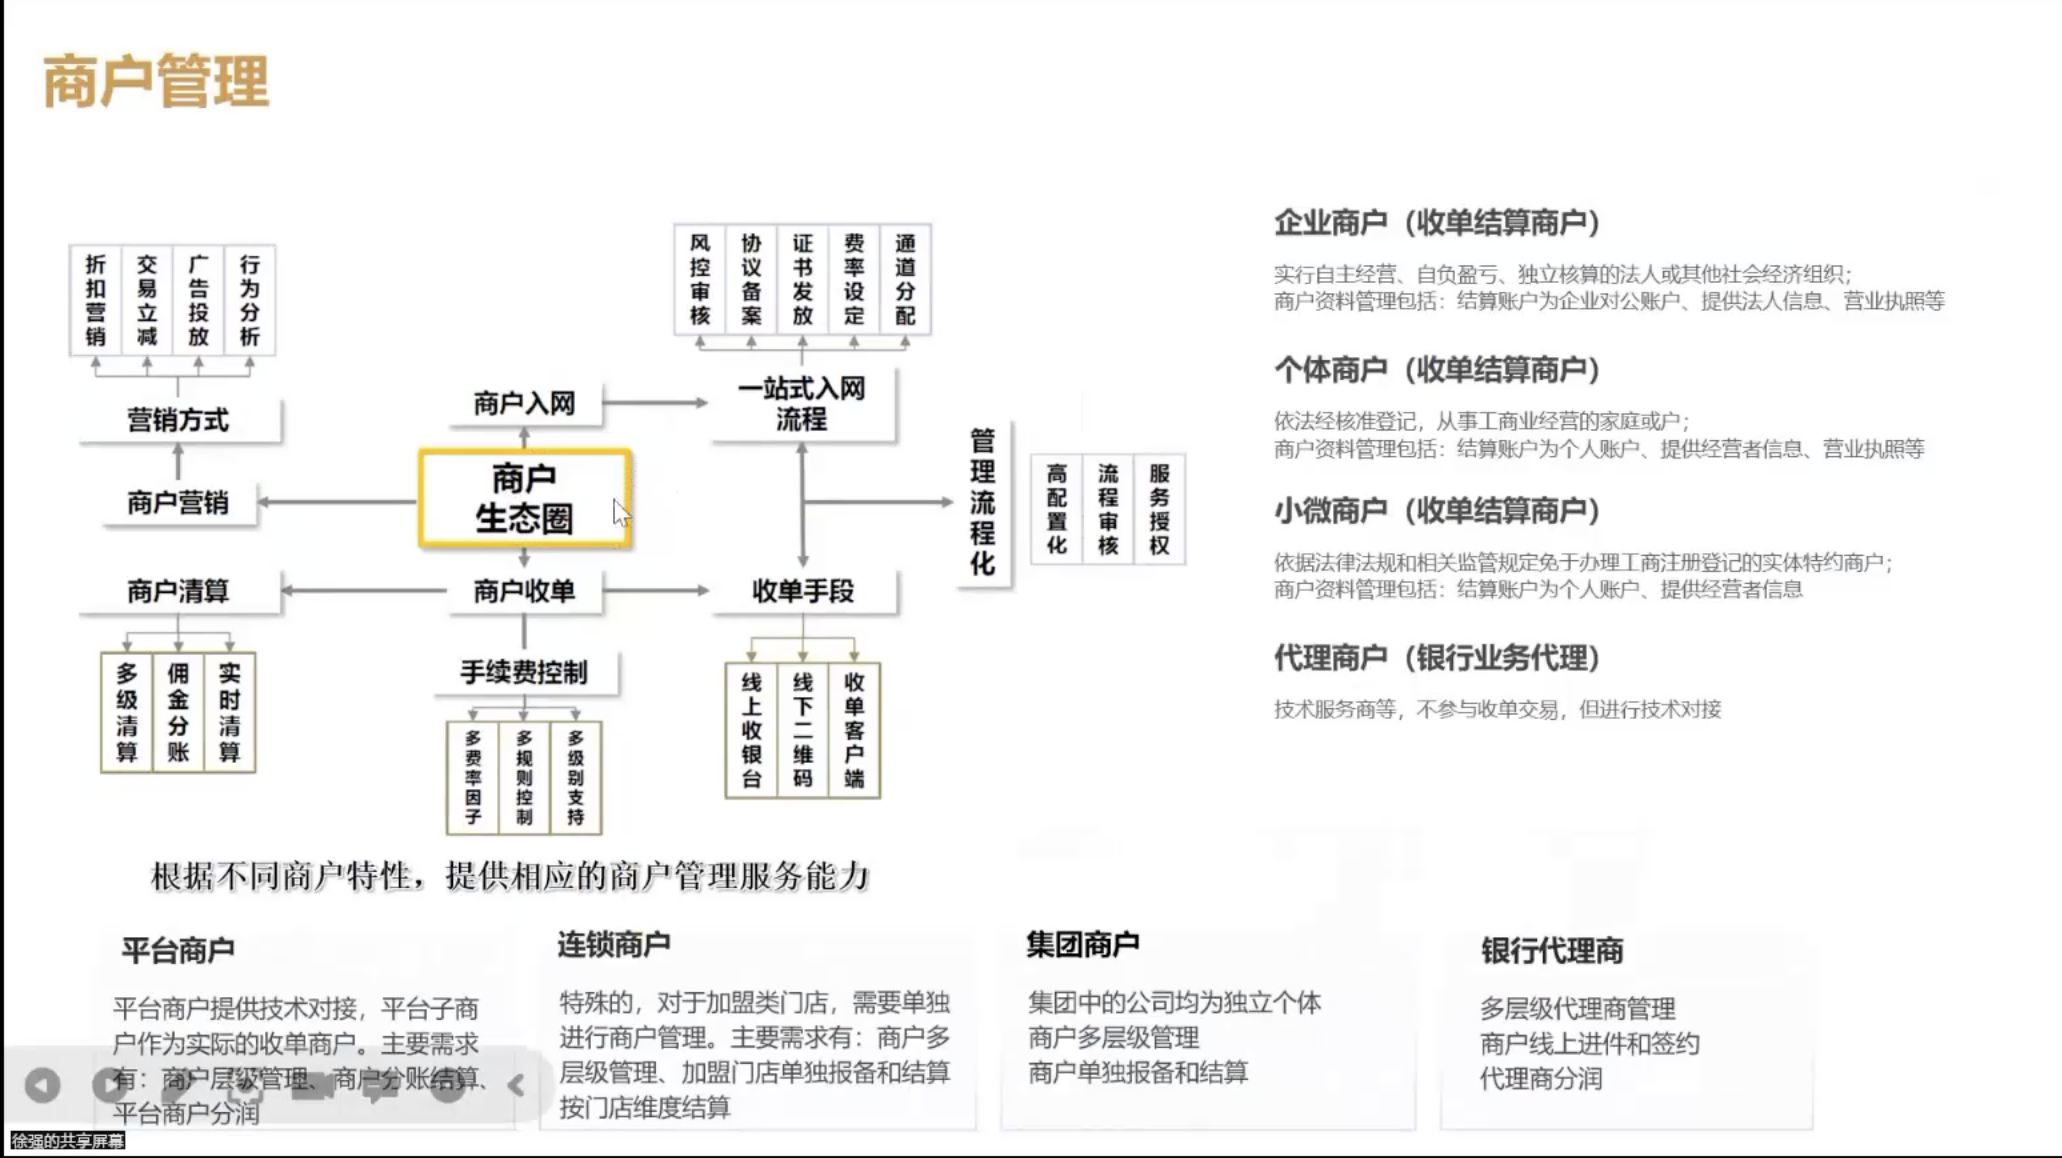 商户管理
折扣营销
交易立减
广告投放
行为分析
营销方式
商户营销
商户清算
多级清算
佣金分账
实时清算
商户入网
商户
生态圈
商户收单
手续费控制
多费率因子
多规则控制
多级别支持
风控审核
协议备案
证书发放
费率设定
通道分配
一站式入网
流程
收单手段
线上收银台
线下二维码
收单客户端
管理流程化
高配置化
流程审核
服务授权
企业商户（收单结算商户）
实行自主经营、自负盈亏、独立核算的法人或其他社会经济组织；
商户资料管理包括：结算账户为企业对公账户、提供法人信息、营业执照等
个体商户（收单结算商户）
依法经核准登记，从事工商业经营的家庭或户；
商户资料管理包括：结算账户为个人账户、提供经营者信息、营业执照等
小微商户（收单结算商户）
依据法律法规和相关监管规定免于办理工商注册登记的实体特约商户；
商户资料管理包括：结算账户为个人账户、提供经营者信息
代理商户（银行业务代理）
技术服务商等，不参与收单交易，但进行技术对接
根据不同商户特性，提供相应的商户管理服务能力
平台商户
平台商户提供技术对接，平台子商
户作为实际的收单商户。主要需求
有：商户层级管理、商户分账结算、
平台商户分润
连锁商户
特殊的，对于加盟类门店，需要单独
进行商户管理。主要需求有：商户多
层级管理、加盟门店单独报备和结算
按门店维度结算
集团商户
集团中的公司均为独立个体
商户多层级管理
商户单独报备和结算
银行代理商
多层级代理商管理
商户线上进件和签约
代理商分润
徐强的共享屏幕